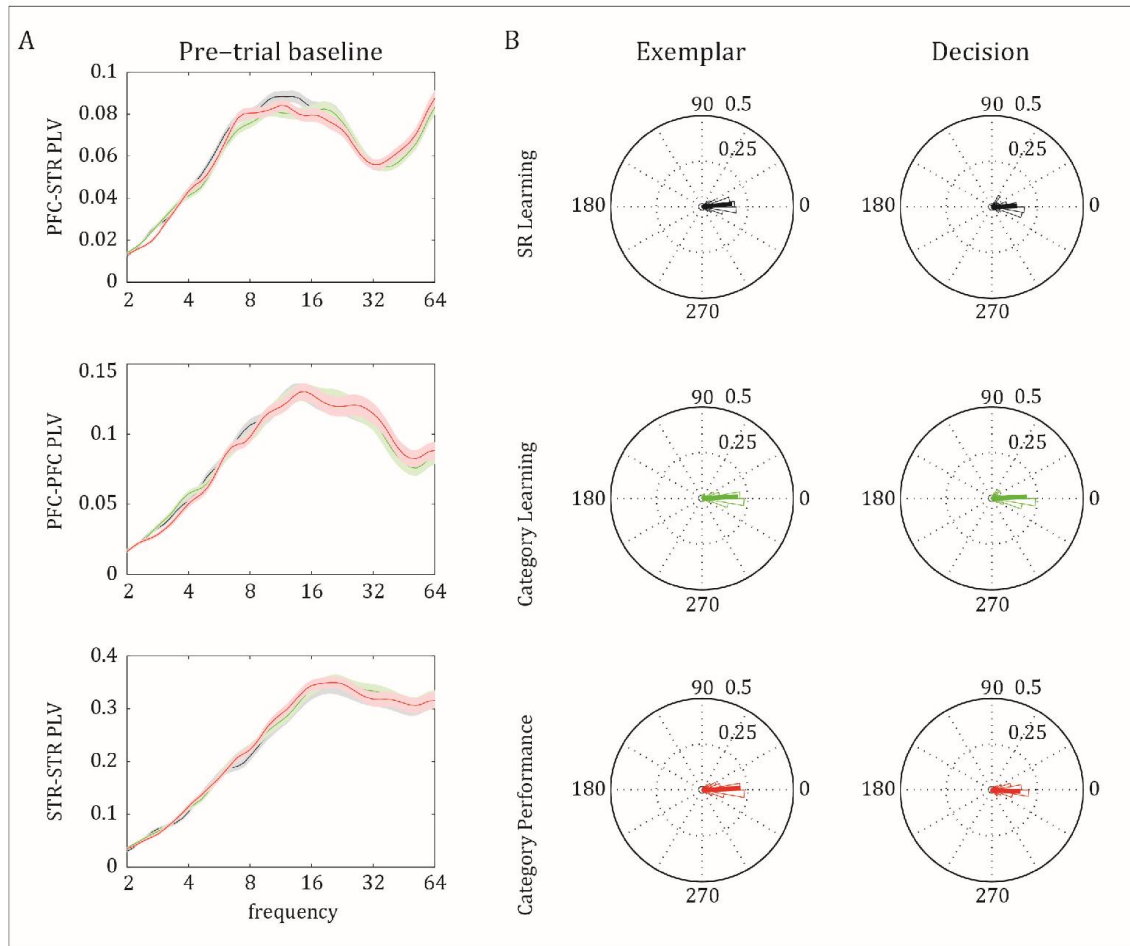 A
Pre–trial baseline
PFC-STR PLV
0.1
0.08
0.06
0.04
0.02
0
2 4 8 16 32 64
PFC-PFC PLV
0.15
0.1
0.05
0
2 4 8 16 32 64
STR-STR PLV
0.4
0.3
0.2
0.1
0
2 4 8 16 32 64
frequency
B
Exemplar Decision
SR Learning
90 0.5 90 0.5
0.25 0.25
180 0 180 0
270 270
Category Learning
90 0.5 90 0.5
0.25 0.25
180 0 180 0
270 270
Category Performance
90 0.5 90 0.5
0.25 0.25
180 0 180 0
270 270